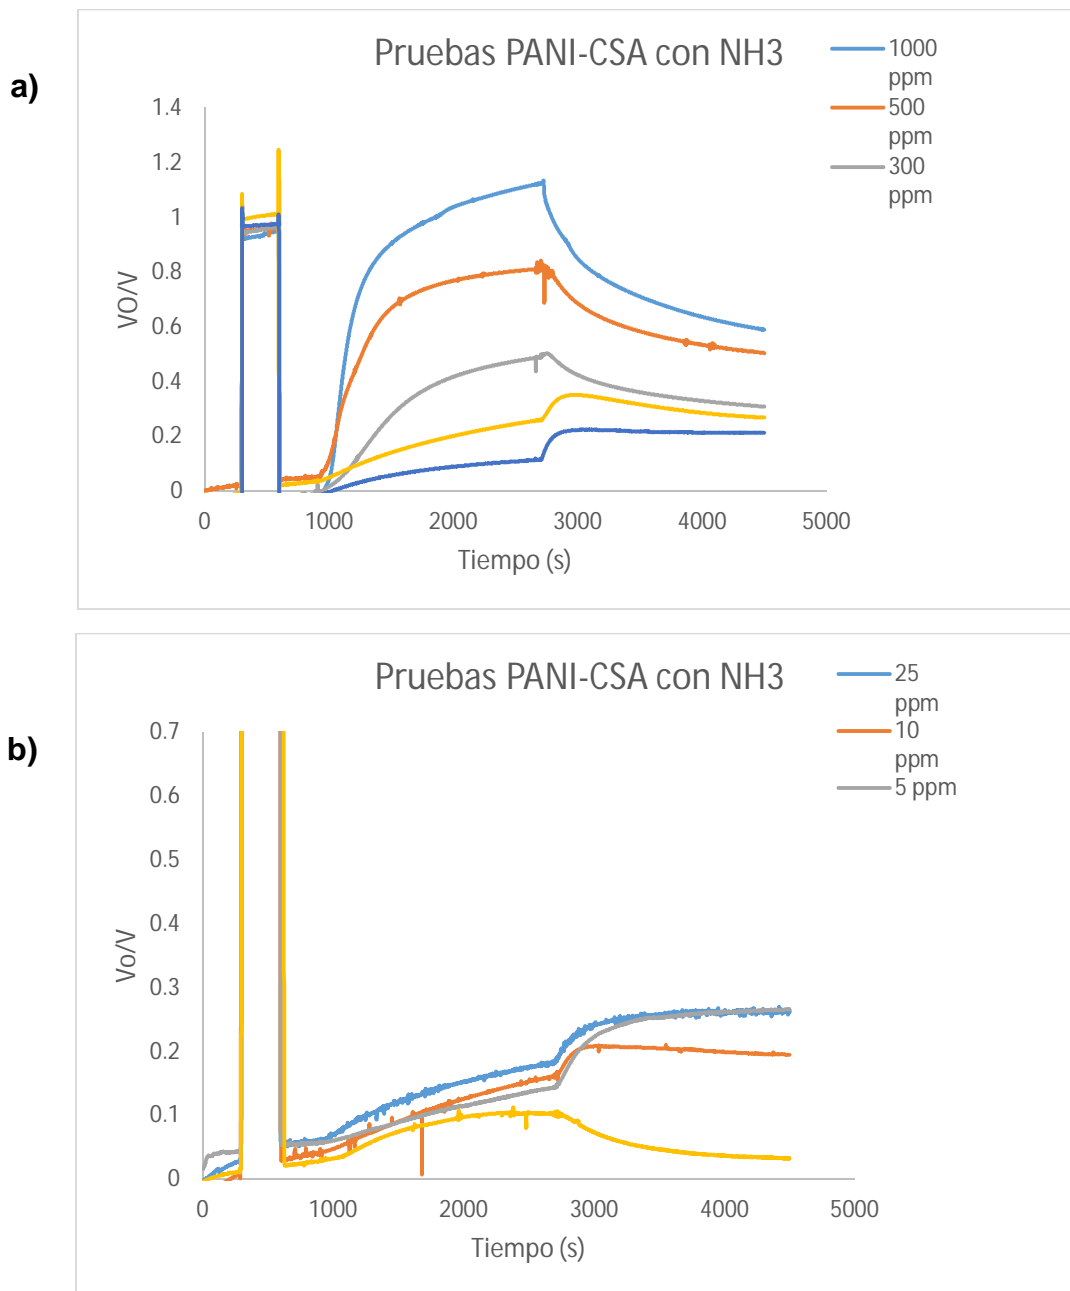 a)
Pruebas PANI-CSA con NH3
1000
ppm
500
ppm
300
ppm
1.4
1.2
1
0.8
0.6
0.4
0.2
0
VO/V
0 1000 2000 3000 4000 5000
Tiempo (s)
b)
Pruebas PANI-CSA con NH3
25
ppm
10
ppm
5 ppm
0.7
0.6
0.5
0.4
0.3
0.2
0.1
0
Vo/V
0 1000 2000 3000 4000 5000
Tiempo (s)